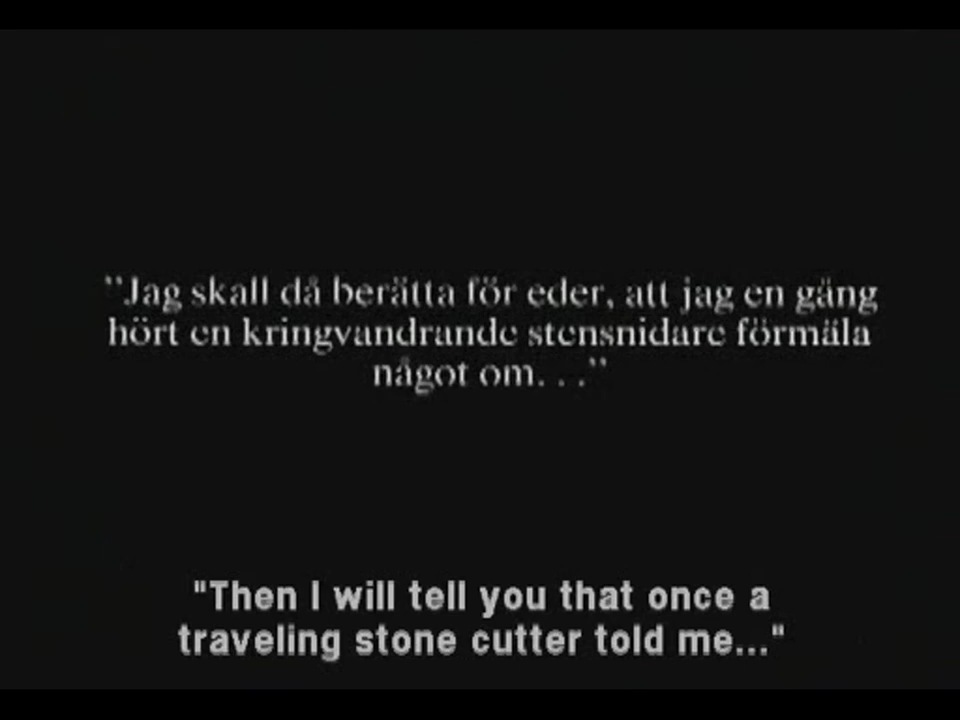 "Jag skall då berätta för eder, att jag en gång
hört en kringvandrande stensnidare förmäla
något om. . ."
"Then I will tell you that once a
traveling stone cutter told me..."